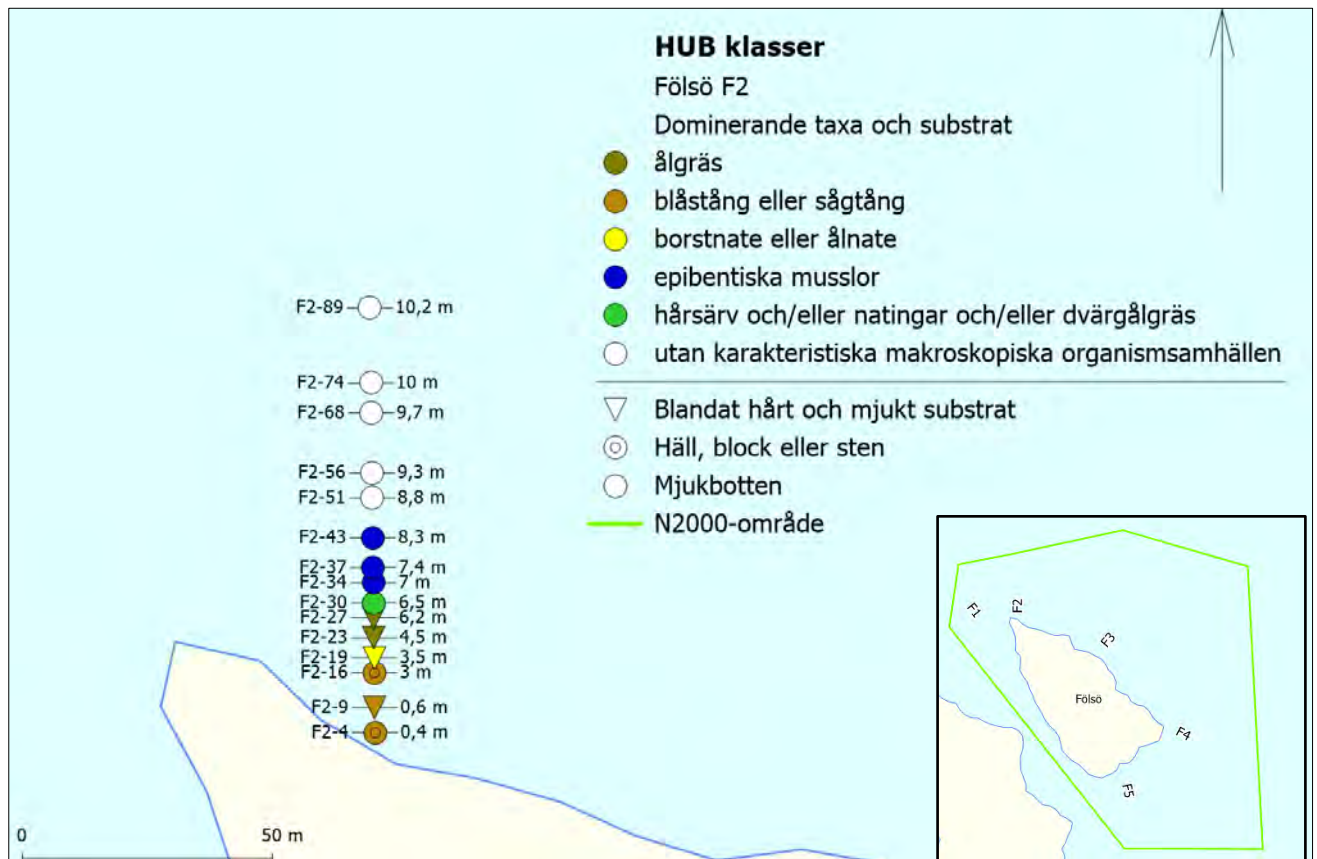 HUB klasser
Fölsö F2
Dominerande taxa och substrat
ålgräs
blåstång eller sågtång
borstnate eller ålnate
epibentiska musslor
hårsärv och/eller natingar och/eller dvärgålgräs
utan karakteristiska makroskopiska organismsamhällen
Blandat hårt och mjukt substrat
Häll, block eller sten
Mjukbotten
N2000-område
F2-89 10,2 m
F2-74 10 m
F2-68 9,7 m
F2-56 9,3 m
F2-51 8,8 m
F2-43 8,3 m
F2-37 7,4 m
F2-34 7 m
F2-30 6,5 m
F2-27 6,2 m
F2-23 4,5 m
F2-19 3,5 m
F2-16 3 m
F2-9 0,6 m
F2-4 0,4 m
0 50 m
F1
F2
F3
Fölsö
F4
F5